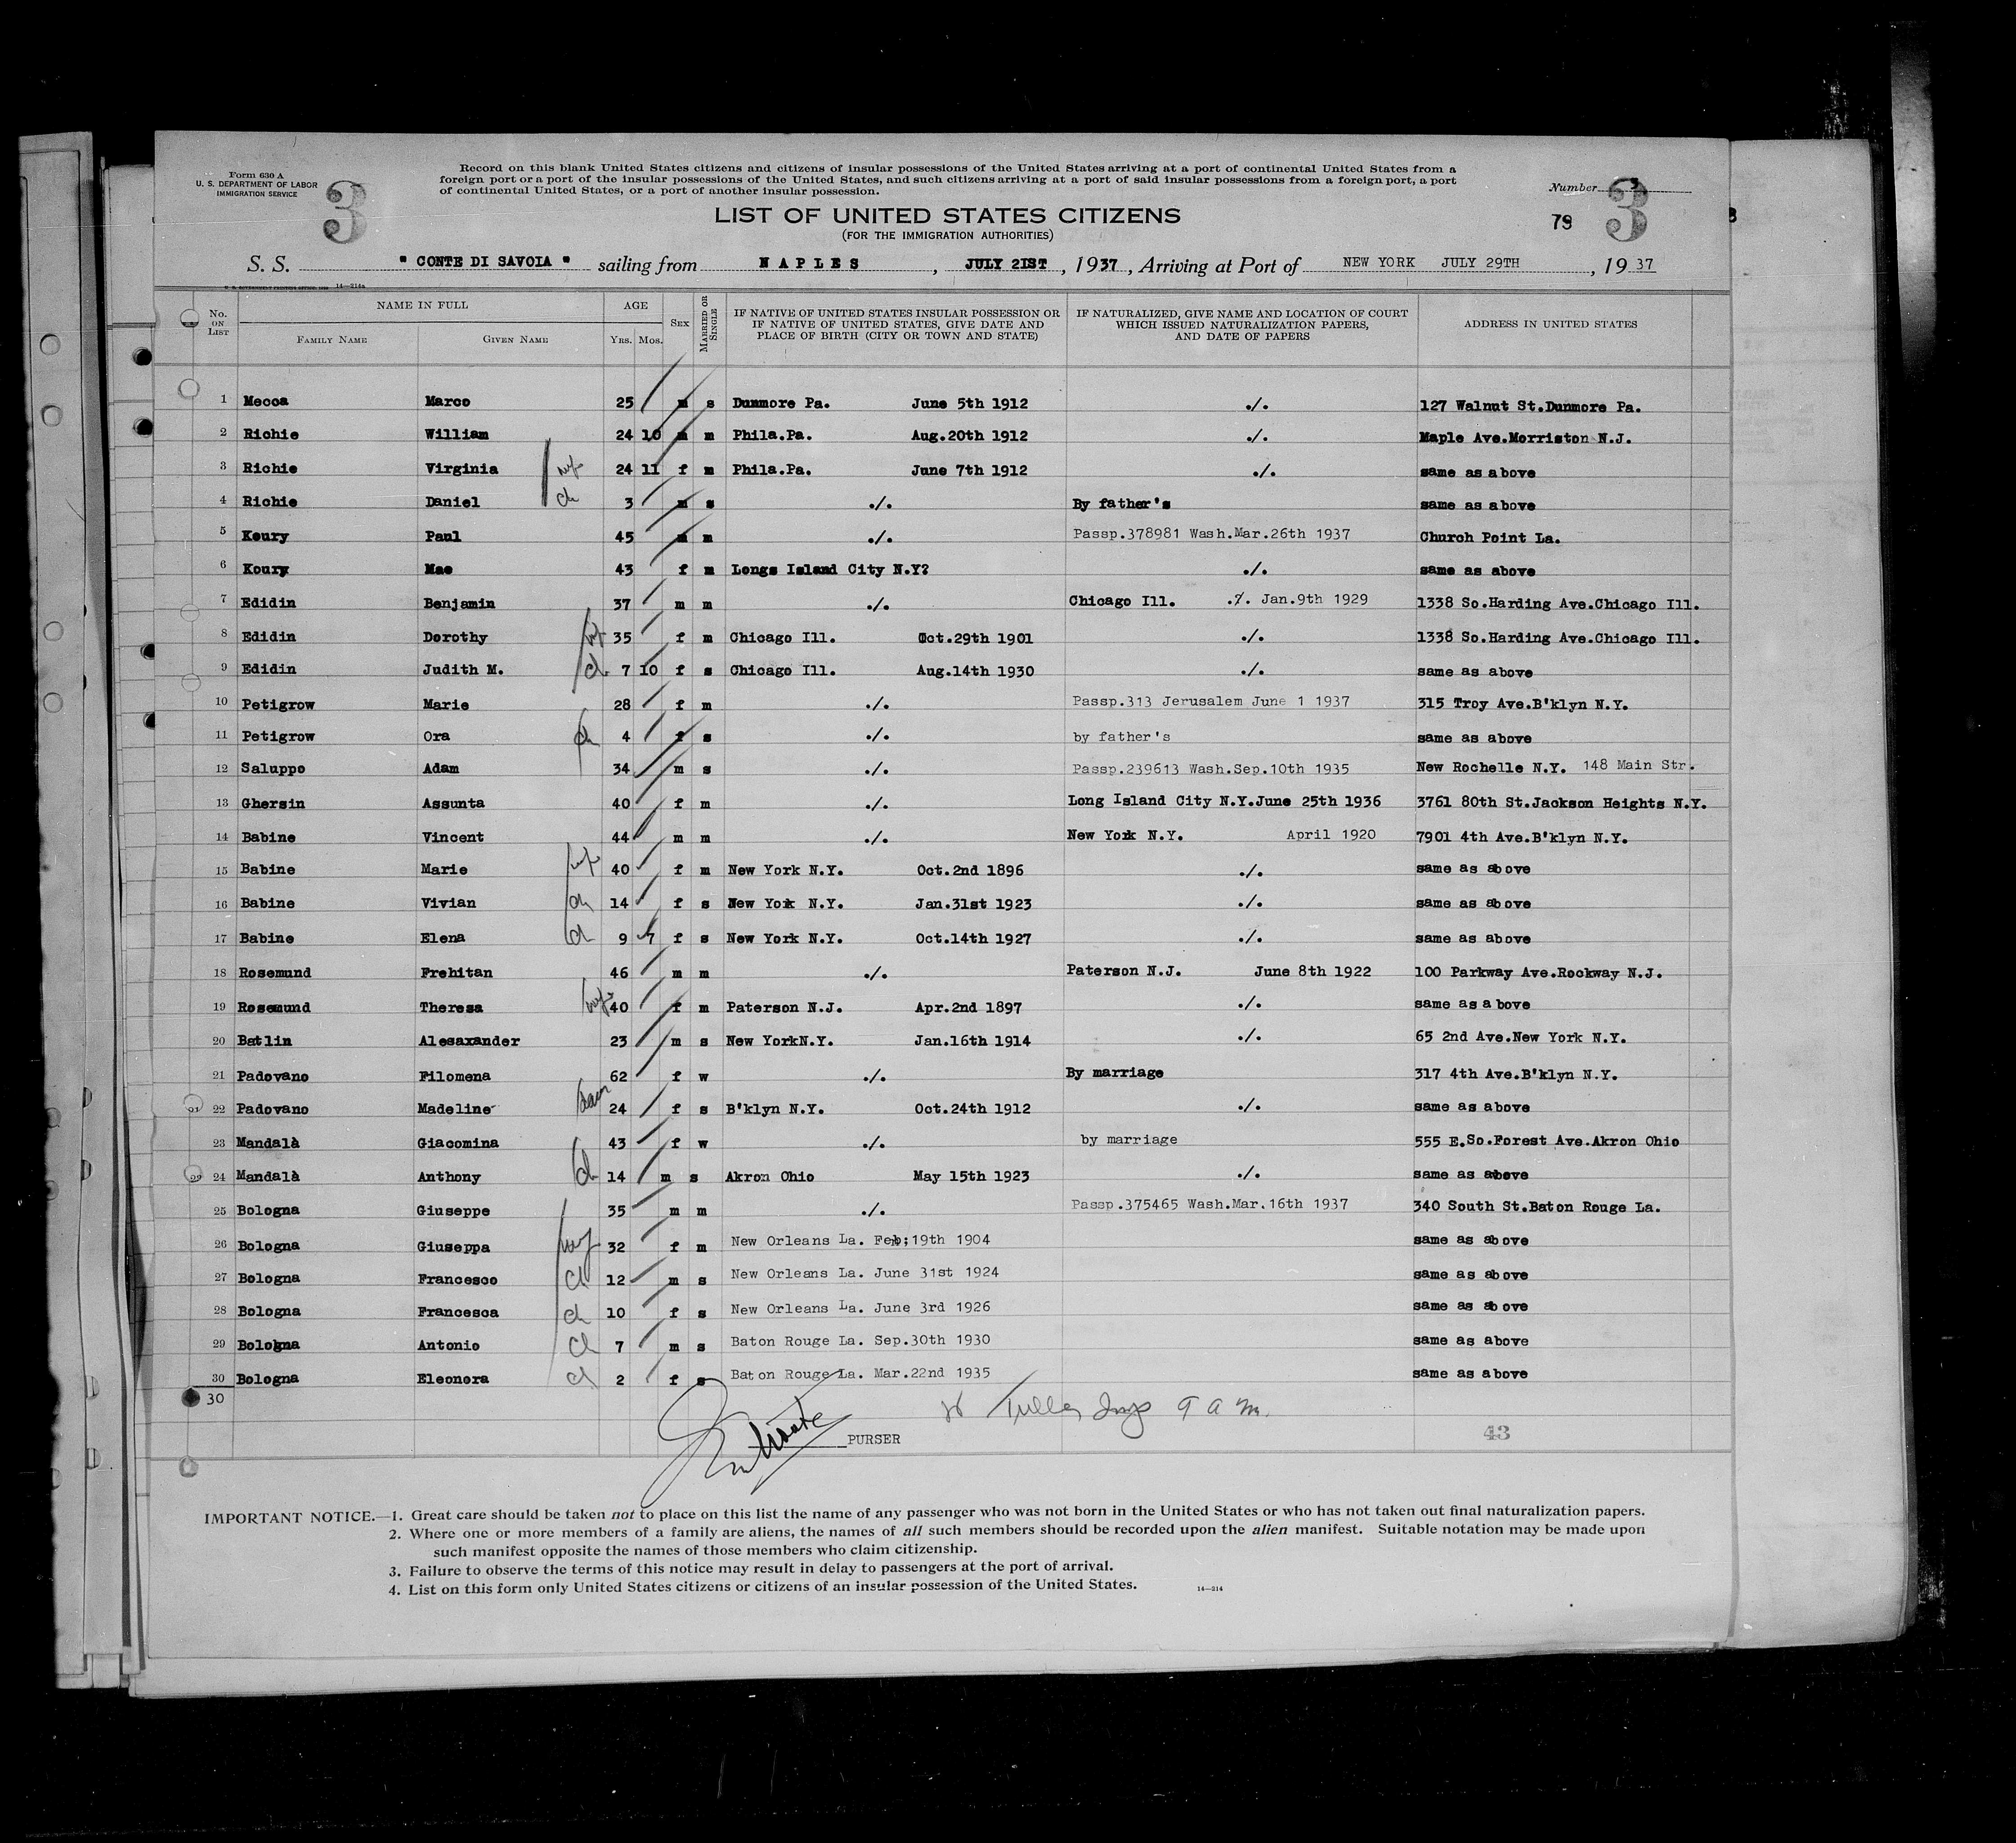 Form 630 A
U. S. DEPARTMENT OF LABOR
IMMIGRATION SERVICE
3
Record on this blank United States citizens and citizens of insular possessions of the United States arriving at a port of continental United States from a
foreign port or a port of the insular possessions of the United States, and such citizens arriving at a port of said insular possessions from a foreign port, a port
of continental United States, or a port of another insular possession.
Number 3
LIST OF UNITED STATES CITIZENS
(FOR THE IMMIGRATION AUTHORITIES)
79 3
S. S. " CONTE DI SAVOIA " sailing from NAPLES , JULY 21ST , 1937 , Arriving at Port of NEW YORK JULY 29TH , 19 37
14—214a
No. ON LIST NAME IN FULL FAMILY NAME GIVEN NAME AGE Yrs. Mos. SEX MARRIED OR SINGLE IF NATIVE OF UNITED STATES INSULAR POSSESSION OR IF NATIVE OF UNITED STATES, GIVE DATE AND PLACE OF BIRTH (CITY OR TOWN AND STATE) IF NATURALIZED, GIVE NAME AND LOCATION OF COURT WHICH ISSUED NATURALIZATION PAPERS, AND DATE OF PAPERS ADDRESS IN UNITED STATES
1 Mecca Marco 25 m s Dunmore Pa. June 5th 1912 ./. 127 Walnut St.Dunmore Pa.
2 Richie William 24 10 m m Phila.Pa. Aug.20th 1912 ./. Maple Ave.Morriston N.J.
3 Richie Virginia wf 24 11 f m Phila.Pa. June 7th 1912 ./. same as above
4 Richie Daniel ch 3 m s ./. By father's same as above
5 Koury Paul 45 m m ./. Passp.378981 Wash.Mar.26th 1937 Church Point La.
6 Koury Mae 43 f m Longs Island City N.Y? ./. same as above
7 Edidin Benjamin 37 m m ./. Chicago Ill. ./. Jan.9th 1929 1338 So.Harding Ave.Chicago Ill.
8 Edidin Dorothy wf 35 f m Chicago Ill. Oct.29th 1901 ./. 1338 So.Harding Ave.Chicago Ill.
9 Edidin Judith M. ch 7 10 f s Chicago Ill. Aug.14th 1930 ./. same as above
10 Petigrow Marie 28 f m ./. Passp.313 Jerusalem June 1 1937 315 Troy Ave.B'klyn N.Y.
11 Petigrow Ora ch 4 f s ./. by father's same as above
12 Saluppo Adam 34 m s ./. Passp.239613 Wash.Sep.10th 1935 New Rochelle N.Y. 148 Main Str.
13 Ghersin Assunta 40 f m ./. Long Island City N.Y.June 25th 1936 3761 80th St.Jackson Heights N.Y.
14 Babine Vincent 44 m m ./. New York N.Y. April 1920 7901 4th Ave.B'klyn N.Y.
15 Babine Marie wf 40 f m New York N.Y. Oct.2nd 1896 ./. same as above
16 Babine Vivian ch 14 f s New York N.Y. Jan.31st 1923 ./. same as above
17 Babine Elena ch 9 7 f s New York N.Y. Oct.14th 1927 ./. same as above
18 Rosemund Frehitan 46 m m ./. Paterson N.J. June 8th 1922 100 Parkway Ave.Rockway N.J.
19 Rosemund Theresa wf 40 f m Paterson N.J. Apr.2nd 1897 ./. same as above
20 Batlin Alesaxander 23 m s New YorkN.Y. Jan.16th 1914 ./. 65 2nd Ave.New York N.Y.
21 Padovano Filomena 62 f w ./. By marriage 317 4th Ave.B'klyn N.Y.
22 Padovano Madeline 24 f s B'klyn N.Y. Oct.24th 1912 ./. same as above
23 Mandalà Giacomina 43 f w ./. by marriage 555 E.So.Forest Ave.Akron Ohio
24 Mandalà Anthony ch 14 m s Akron Ohio May 15th 1923 ./. same as above
25 Bologna Giuseppe 35 m m ./. Passp.375465 Wash.Mar.16th 1937 340 South St.Baton Rouge La.
26 Bologna Giuseppa wf 32 f m New Orleans La. Feb;19th 1904 same as above
27 Bologna Francesco ch 12 m s New Orleans La. June 31st 1924 same as above
28 Bologna Francesca ch 10 f s New Orleans La. June 3rd 1926 same as above
29 Bologna Antonio ch 7 m s Baton Rouge La. Sep.30th 1930 same as above
30 Bologna Eleonora ch 2 f s Baton Rouge La. Mar.22nd 1935 same as above
30
PURSER
43
IMPORTANT NOTICE.—1. Great care should be taken not to place on this list the name of any passenger who was not born in the United States or who has not taken out final naturalization papers.
2. Where one or more members of a family are aliens, the names of all such members should be recorded upon the alien manifest. Suitable notation may be made upon
such manifest opposite the names of those members who claim citizenship.
3. Failure to observe the terms of this notice may result in delay to passengers at the port of arrival.
4. List on this form only United States citizens or citizens of an insular possession of the United States.
14—214